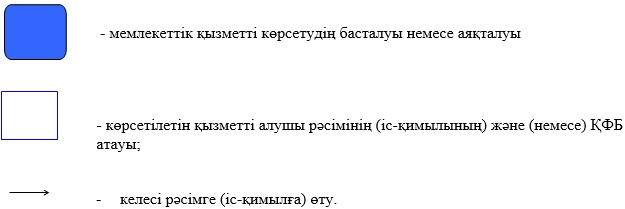 - мемлекеттік қызметті көрсетудің басталуы немесе аяқталуы
- көрсетілетін қызметті алушы рәсімінің (іс-қимылының) және (немесе) ҚФБ
атауы;
- келесі рәсімге (іс-қимылға) өту.